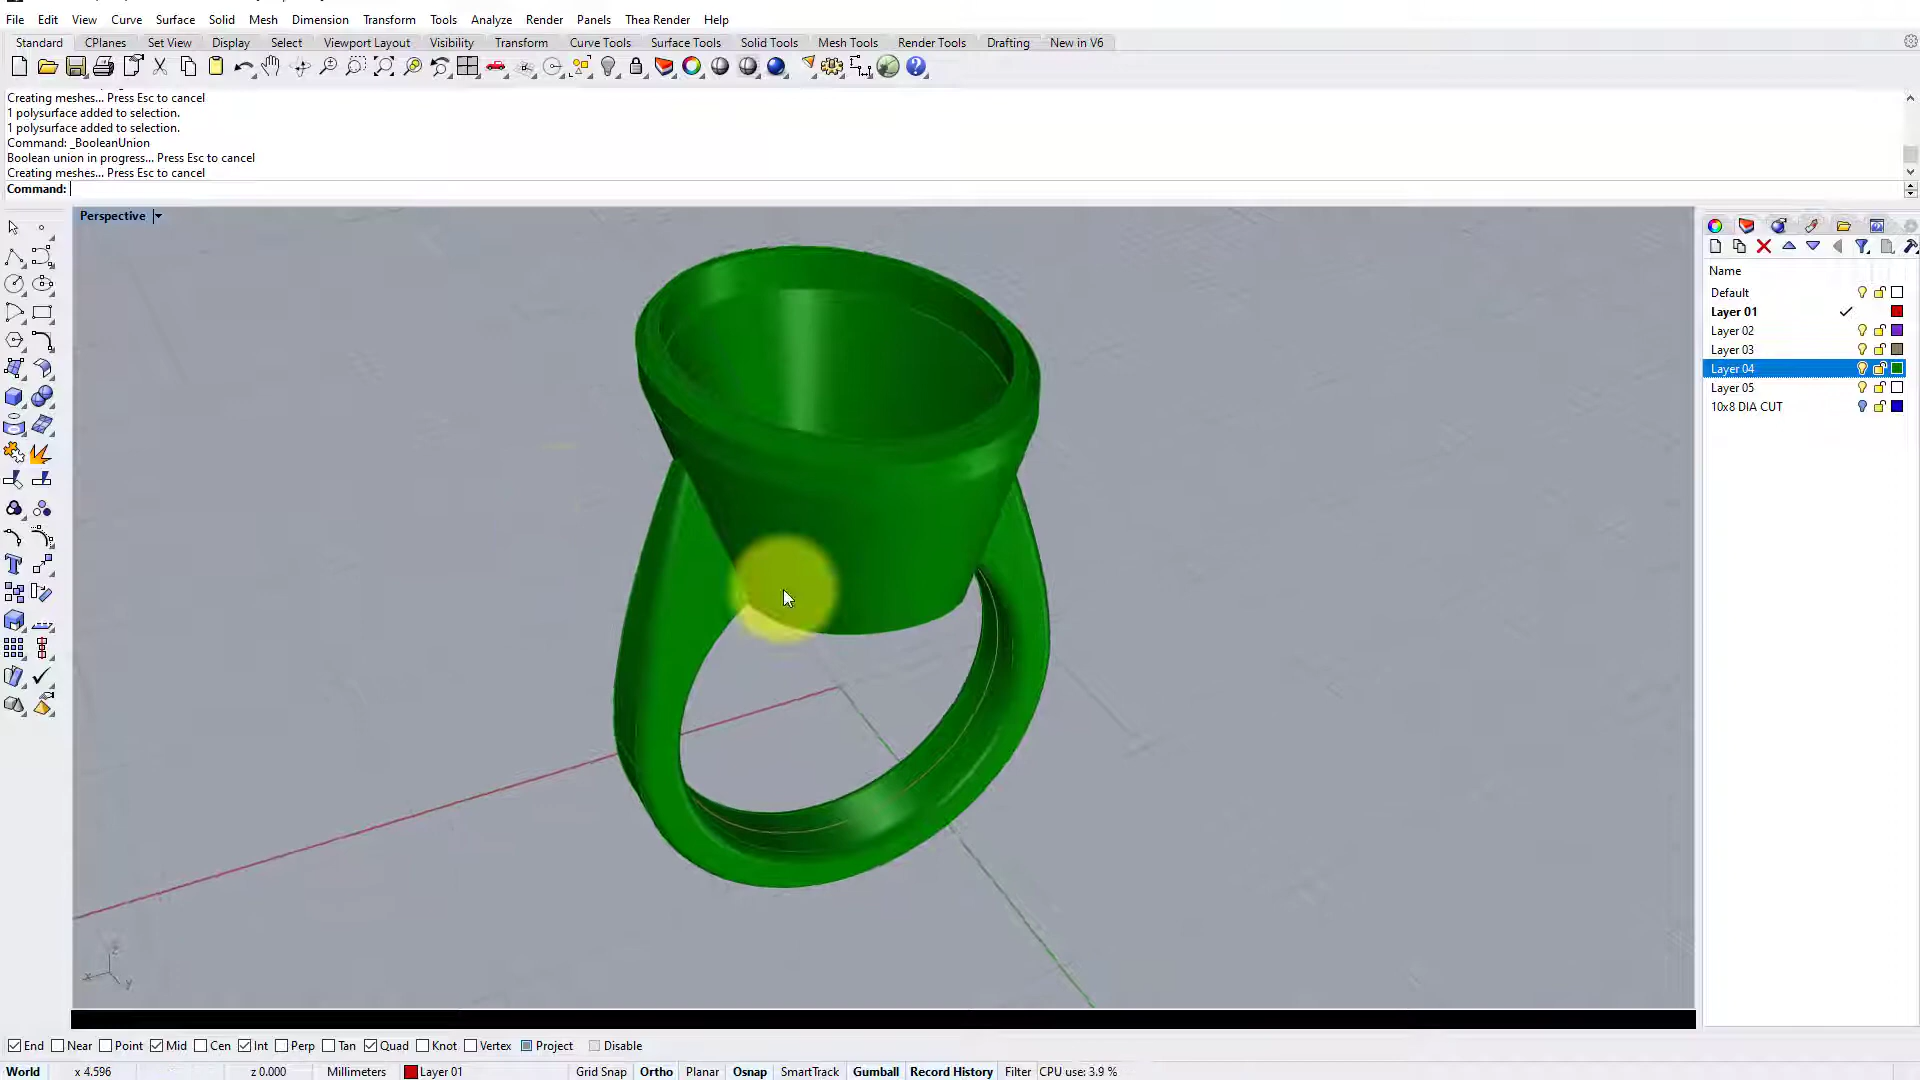 File Edit View Curve Surface Solid Mesh Dimension Transform Tools Analyze Render Panels Thea Render Help
Standard CPlanes Set View Display Select Viewport Layout Visibility Transform Curve Tools Surface Tools Solid Tools Mesh Tools Render Tools Drafting New in V6
Creating meshes... Press Esc to cancel
1 polysurface added to selection.
1 polysurface added to selection.
Command: _BooleanUnion
Boolean union in progress... Press Esc to cancel
Creating meshes... Press Esc to cancel
Command:
Perspective
Name
Default
Layer 01
Layer 02
Layer 03
Layer 04
Layer 05
10x8 DIA CUT
z
x
y
End Near Point Mid Cen Int Perp Tan Quad Knot Vertex Project Disable
World x 4.596 z 0.000 Millimeters Layer 01 Grid Snap Ortho Planar Osnap SmartTrack Gumball Record History Filter CPU use: 3.9 %